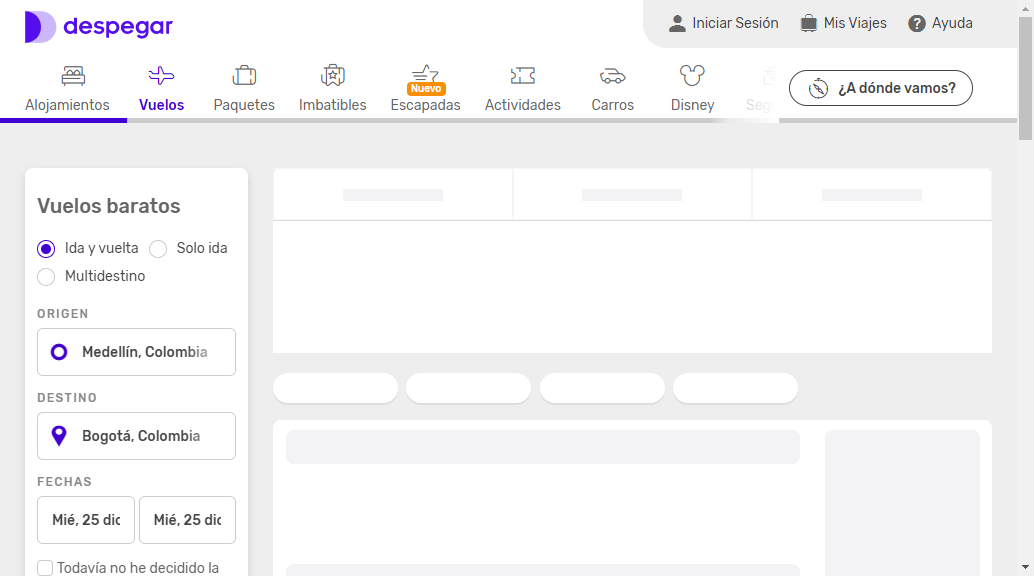 despegar
Iniciar Sesión
Mis Viajes
Ayuda
Alojamientos
Vuelos
Paquetes
Imbatibles
Nuevo
Escapadas
Actividades
Carros
Disney
¿A dónde vamos?
Vuelos baratos
Ida y vuelta
Solo ida
Multidestino
ORIGEN
Medellín, Colombia
DESTINO
Bogotá, Colombia
FECHAS
Mié, 25 dic
Mié, 25 dic
Todavía no he decidido la